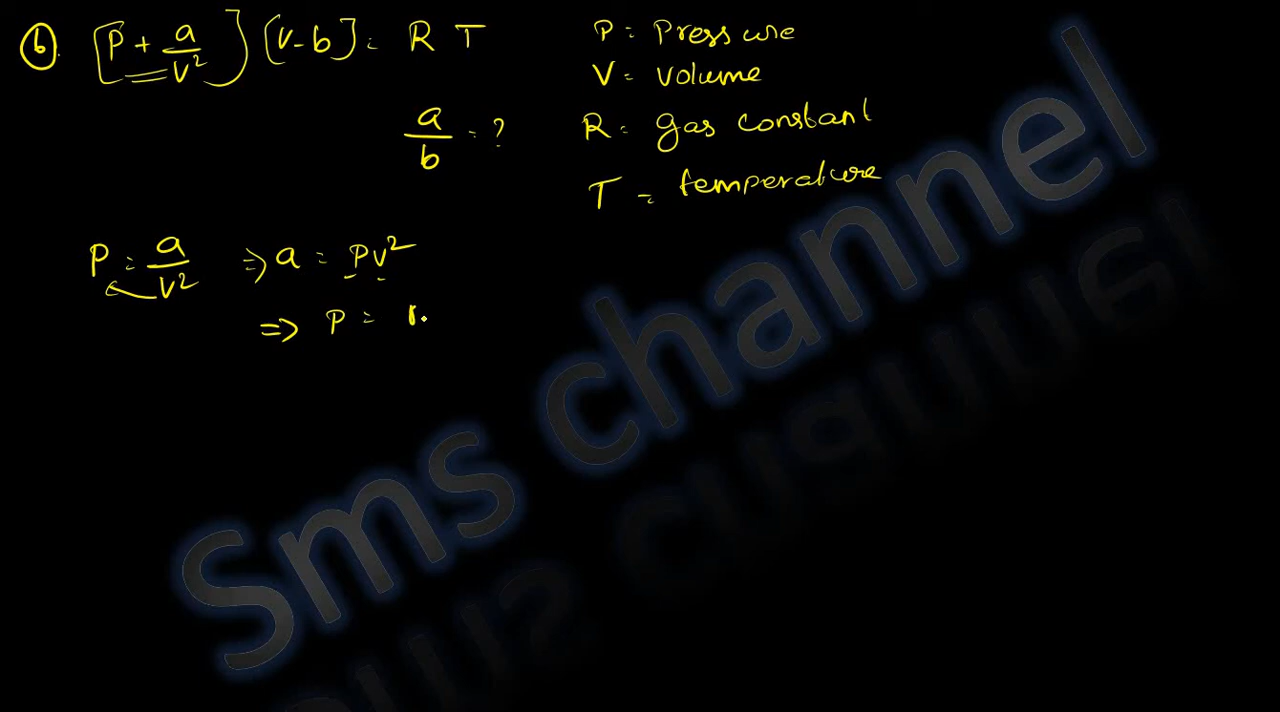 6. [P + a/V²] [V-b] = R T
P = Pressure
V = Volume
a/b = ?
R = gas constant
T = temperature
P = a/V² ⇒ a = PV²
⇒ P =
Sms channel